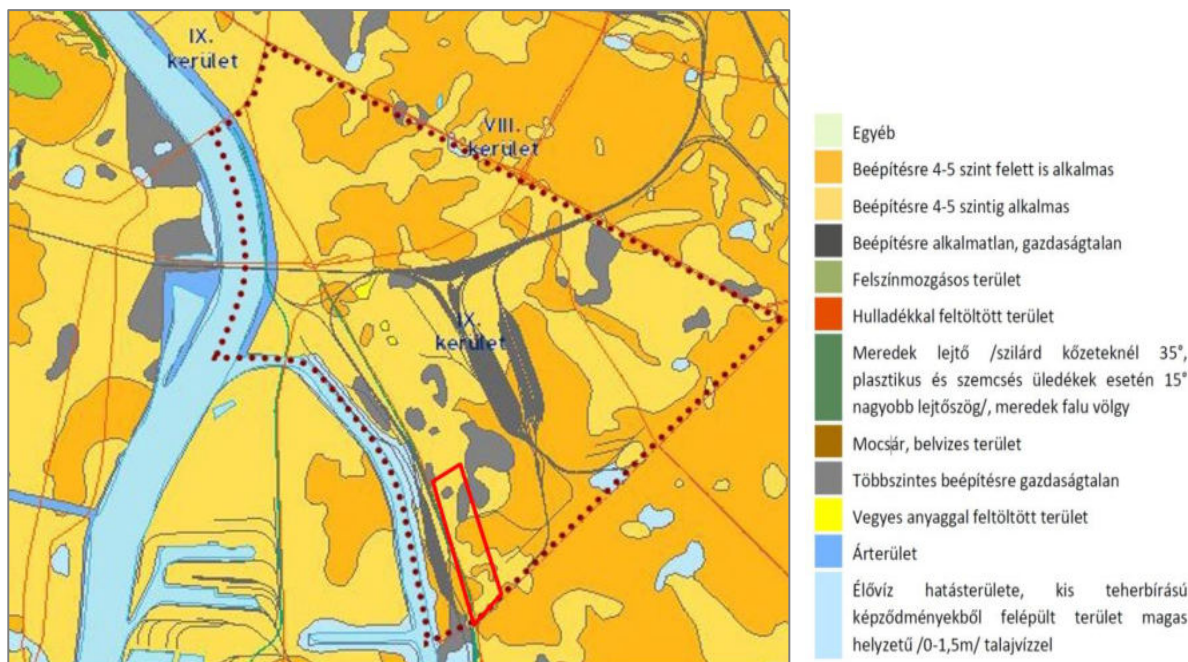 IX.
kerület
VIII.
kerület
IX.
kerület
Egyéb
Beépítésre 4-5 szint felett is alkalmas
Beépítésre 4-5 szintig alkalmas
Beépítésre alkalmatlan, gazdaságtalan
Felszínmozgásos terület
Hulladékkal feltöltött terület
Meredek lejtő /szilárd kőzeteknél 35°,
plasztikus és szemcsés üledékek esetén 15°
nagyobb lejtőszög/, meredek falu völgy
Mocsár, belvizes terület
Többszintes beépítésre gazdaságtalan
Vegyes anyaggal feltöltött terület
Árterület
Élővíz hatásterülete, kis teherbírású
képződményekből felépült terület magas
helyzetű /0-1,5m/ talajvízzel